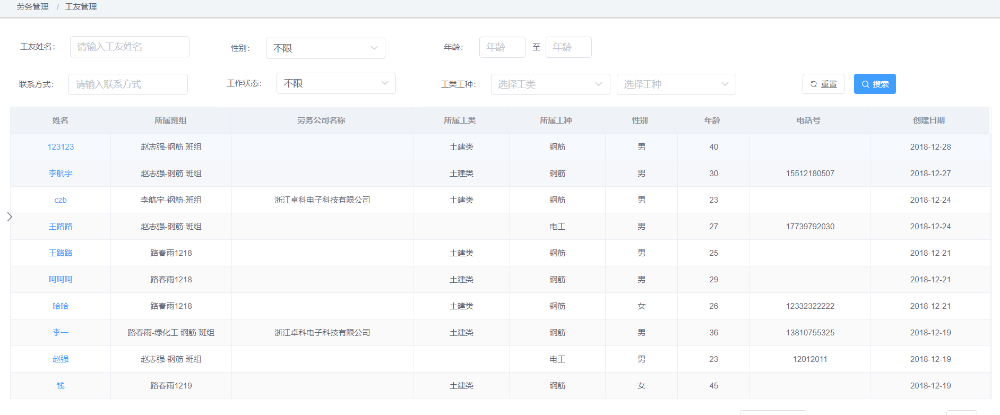 劳务管理 / 工友管理
工友姓名: 请输入工友姓名 性别: 不限 年龄: 年龄 至 年龄
联系方式: 请输入联系方式 工作状态: 不限 工类工种: 选择工类 选择工种 重置 搜索
姓名 所属班组 劳务公司名称 所属工类 所属工种 性别 年龄 电话号 创建日期
123123 赵志强-钢筋 班组 土建类 钢筋 男 40 2018-12-28
李航宇 赵志强-钢筋 班组 土建类 钢筋 男 30 15512180507 2018-12-27
czb 李航宇-钢筋-班组 浙江卓科电子科技有限公司 土建类 钢筋 男 23 2018-12-24
王路路 赵志强-钢筋 班组 电工 男 27 17739792030 2018-12-24
王路路 路春雨1218 土建类 钢筋 男 25 2018-12-21
呵呵呵 路春雨1218 土建类 钢筋 男 29 2018-12-21
哈哈 路春雨1218 土建类 钢筋 女 26 12332322222 2018-12-21
李一 路春雨-绿化工 钢筋 班组 浙江卓科电子科技有限公司 土建类 钢筋 男 36 13810755325 2018-12-19
赵强 赵志强-钢筋 班组 电工 男 23 12012011 2018-12-19
钱 路春雨1219 土建类 钢筋 女 45 2018-12-19